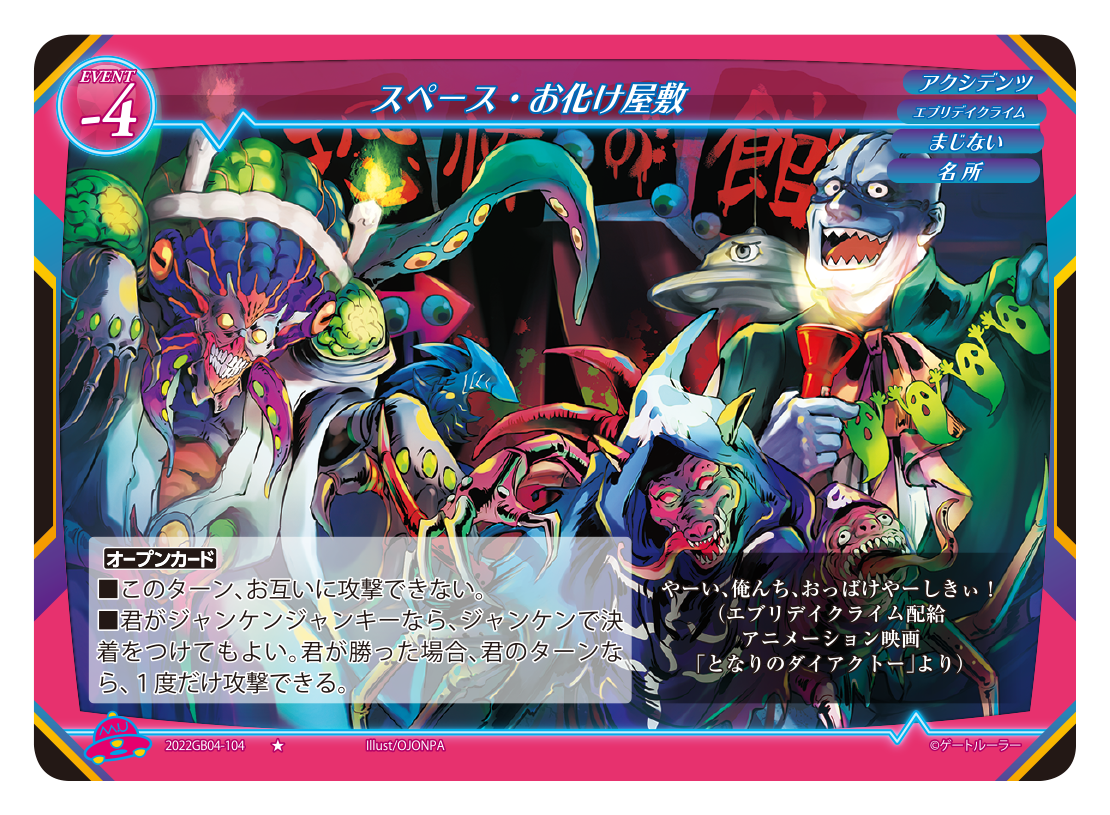 EVENT
-4
スペース・お化け屋敷
アクシデンツ
エブリデイクライム
まじない
名所
恐怖の館
オープンカード
■このターン、お互いに攻撃できない。
■君がジャンケンジャンキーなら、ジャンケンで決
着をつけてもよい。君が勝った場合、君のターンな
ら、1度だけ攻撃できる。
やーい、俺んち、おっばけやーしきぃ！
（エブリデイクライム配給
アニメーション映画
「となりのダイアクトー」より）
MU
2022GB04-104 ★ Illust/OJONPA
©ゲートルーラー